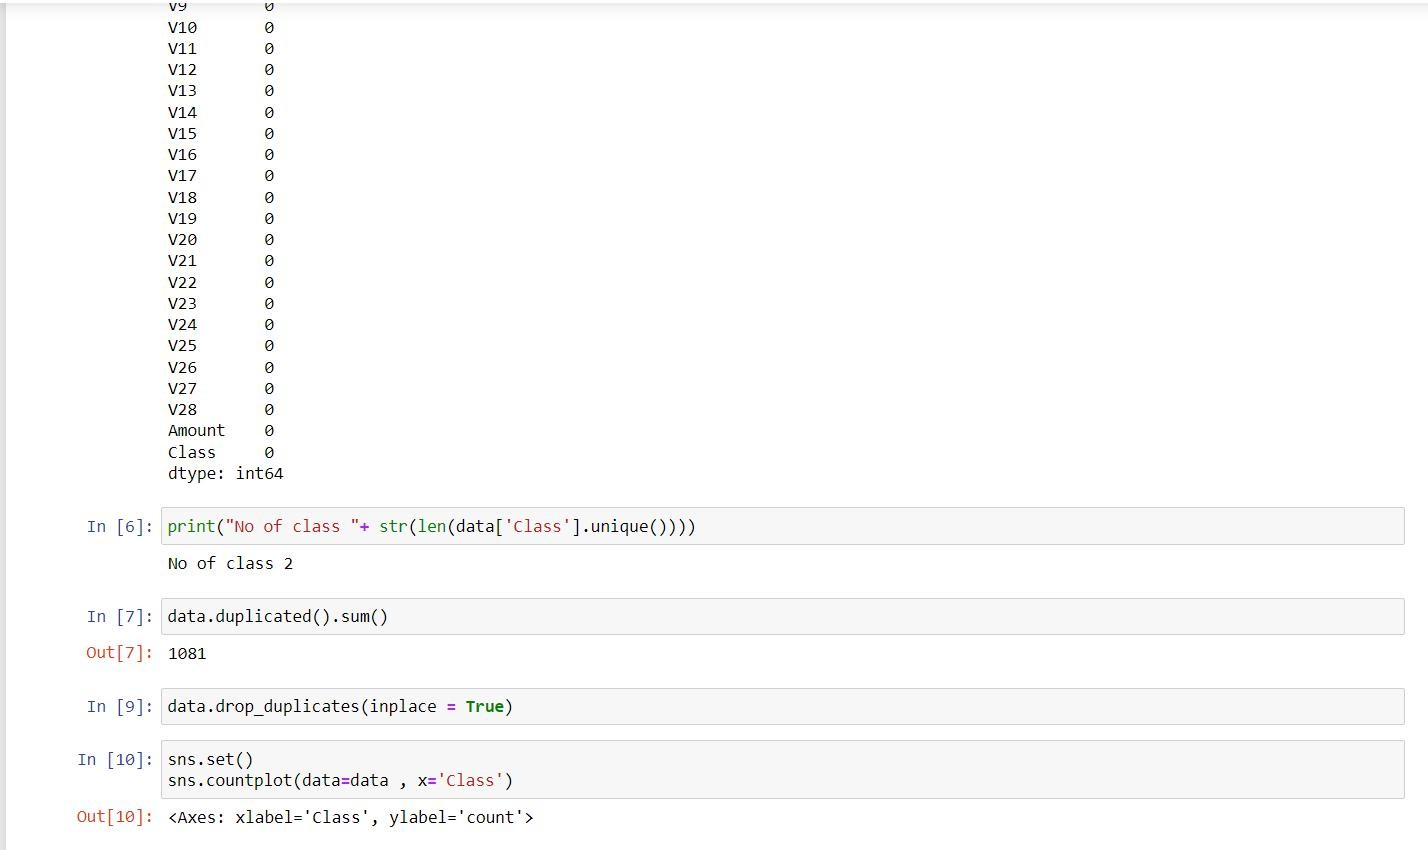 V9 0
V10 0
V11 0
V12 0
V13 0
V14 0
V15 0
V16 0
V17 0
V18 0
V19 0
V20 0
V21 0
V22 0
V23 0
V24 0
V25 0
V26 0
V27 0
V28 0
Amount 0
Class 0
dtype: int64
In [6]: print("No of class "+ str(len(data['Class'].unique())))
No of class 2
In [7]: data.duplicated().sum()
Out[7]: 1081
In [9]: data.drop_duplicates(inplace = True)
In [10]: sns.set()
sns.countplot(data=data , x='Class')
Out[10]: <Axes: xlabel='Class', ylabel='count'>